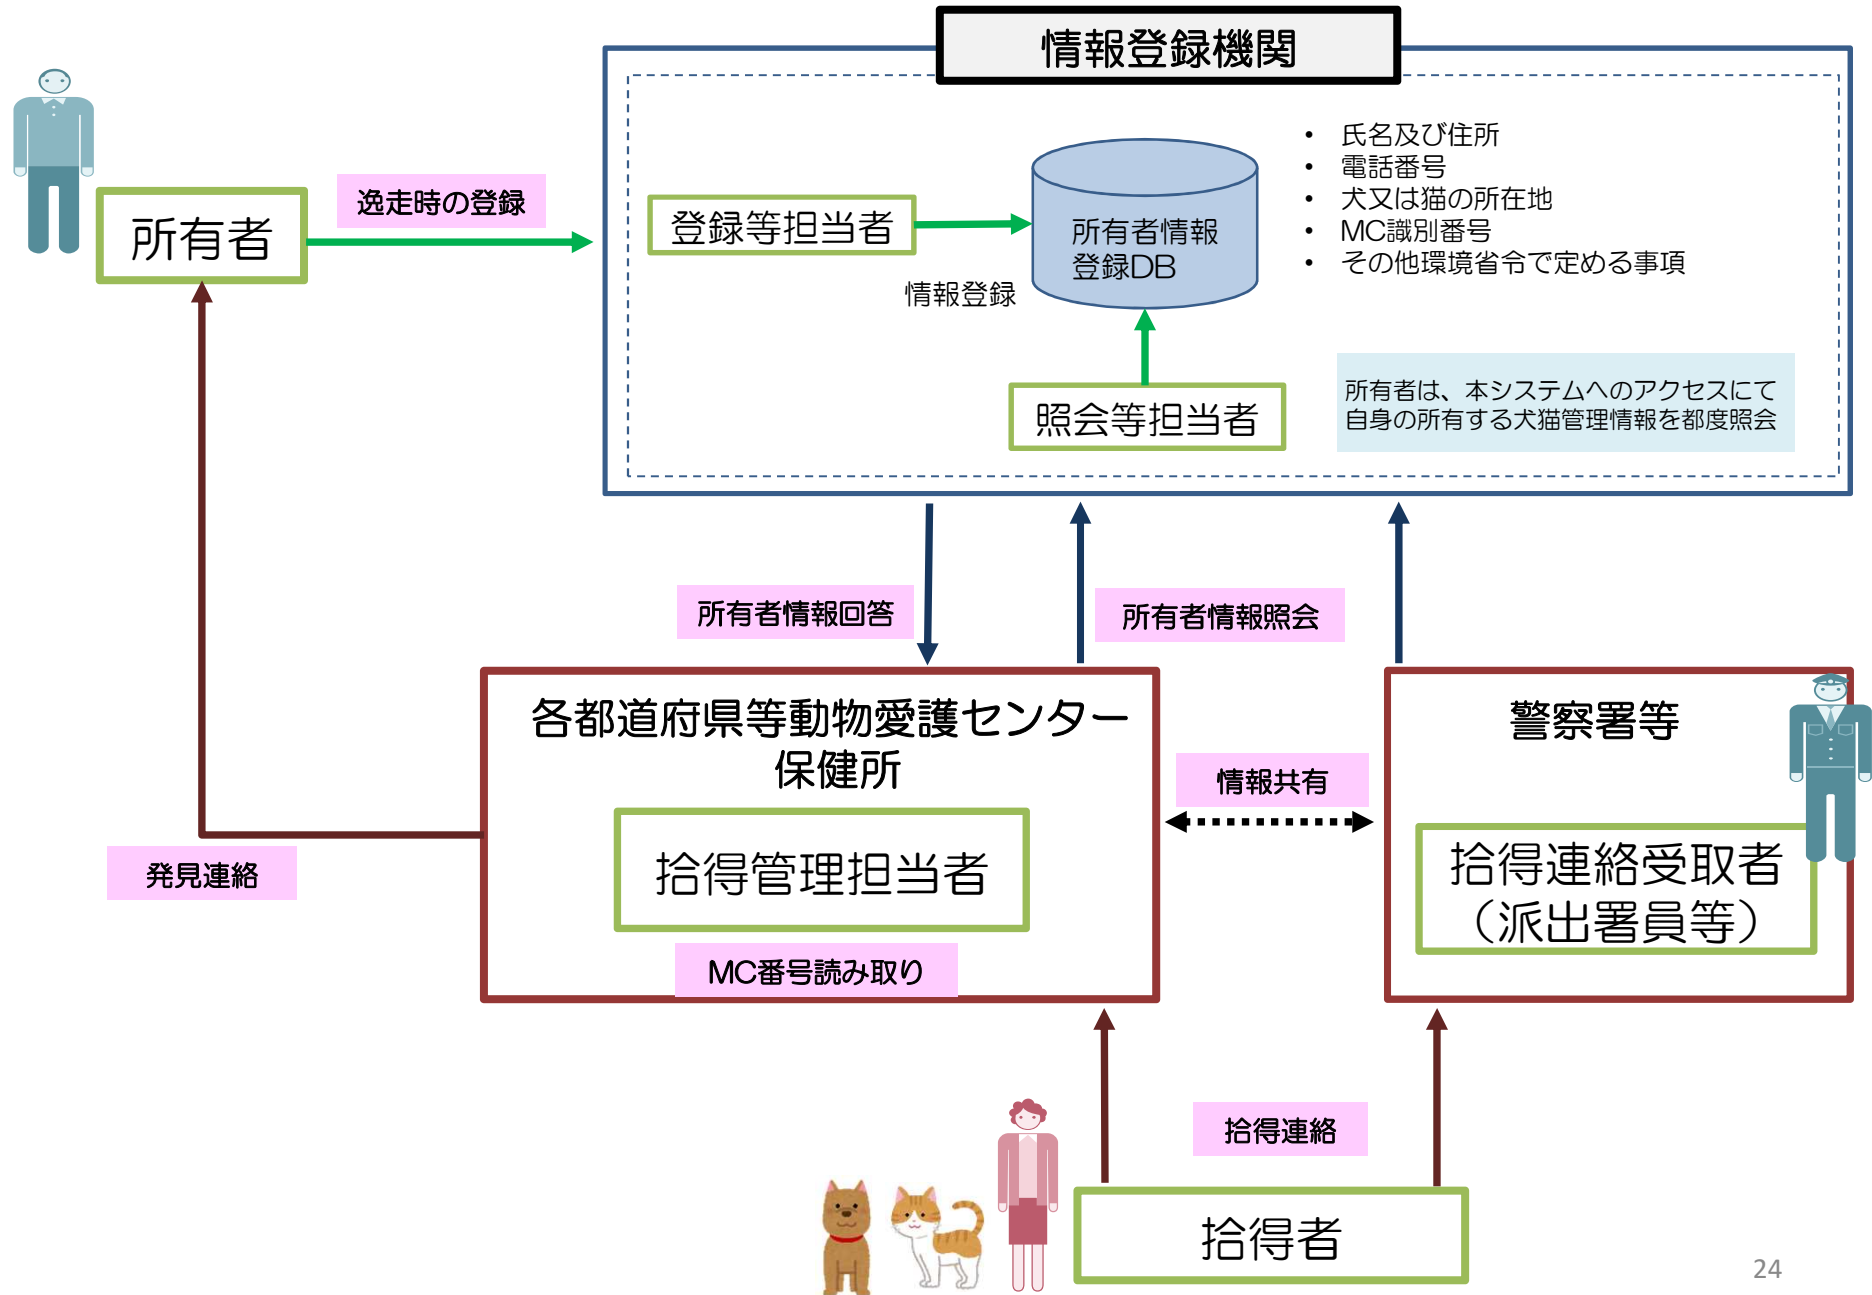 情報登録機関
所有者
逸走時の登録
登録等担当者
所有者情報
登録DB
情報登録
照会等担当者
• 氏名及び住所
• 電話番号
• 犬又は猫の所在地
• MC識別番号
• その他環境省令で定める事項
所有者は、本システムへのアクセスにて
自身の所有する犬猫管理情報を都度照会
所有者情報回答
所有者情報照会
各都道府県等動物愛護センター
保健所
拾得管理担当者
MC番号読み取り
情報共有
警察署等
拾得連絡受取者
（派出署員等）
発見連絡
拾得連絡
拾得者
24